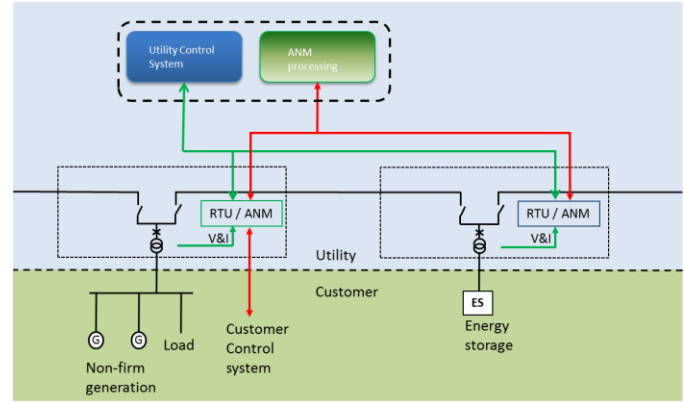 Utility Control
System
ANM
processing
RTU / ANM
V&I
RTU / ANM
V&I
Utility
Customer
G
G
Load
Non-firm
generation
Customer
Control
system
ES
Energy
storage